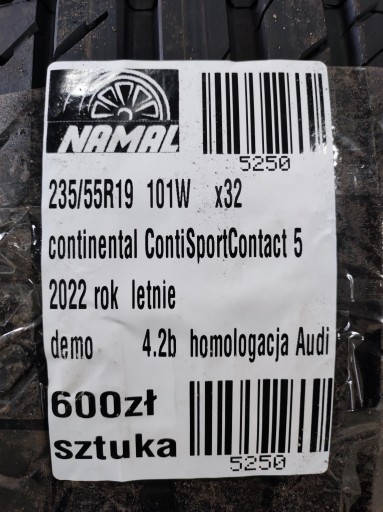 NAMAL
5250
235/55R19 101W x32
continental ContiSportContact 5
2022 rok letnie
demo 4.2b homologacja Audi
600zł
sztuka
5250